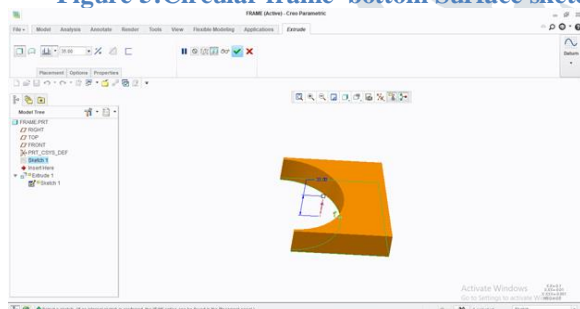 Figure 5:Circular frame bottom Surface sketch
FRAME (Active) - Creo Parametric
File Model Analysis Annotate Render Tools View Flexible Modeling Applications Extrude
Datum
Placement Options Properties
Model Tree
FRAME.PRT
RIGHT
TOP
FRONT
PRT_CSYS_DEF
Sketch 1
Insert Here
Extrude 1
Sketch 1
Activate Windows
Go to Settings to activate Windows